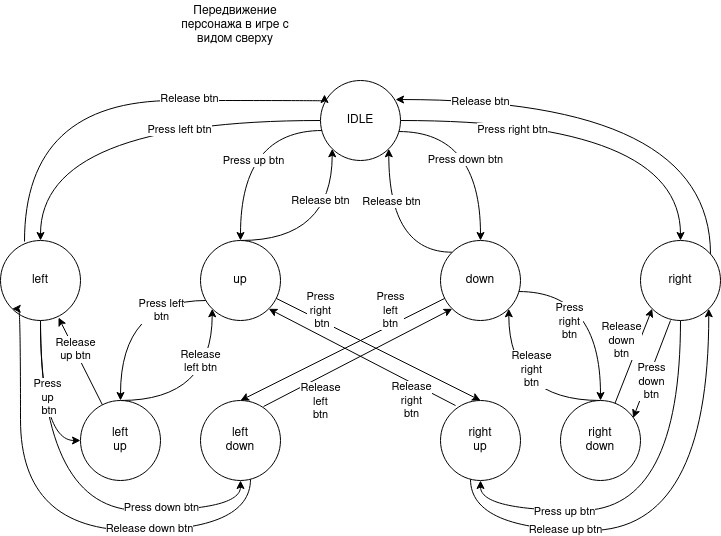 Передвижение
персонажа в игре с
видом сверху
IDLE
Release btn
Release btn
Press left btn
Press right btn
Press up btn
Press down btn
Release btn
Release btn
left
up
down
right
Press left
btn
Press
right
btn
Press
left
btn
Press
right
btn
Release
up btn
Release
left btn
Release
right
btn
Release
down
btn
Press
up
btn
Release
left
btn
Release
right
btn
Press
down
btn
left
up
left
down
right
up
right
down
Press down btn
Release down btn
Press up btn
Release up btn